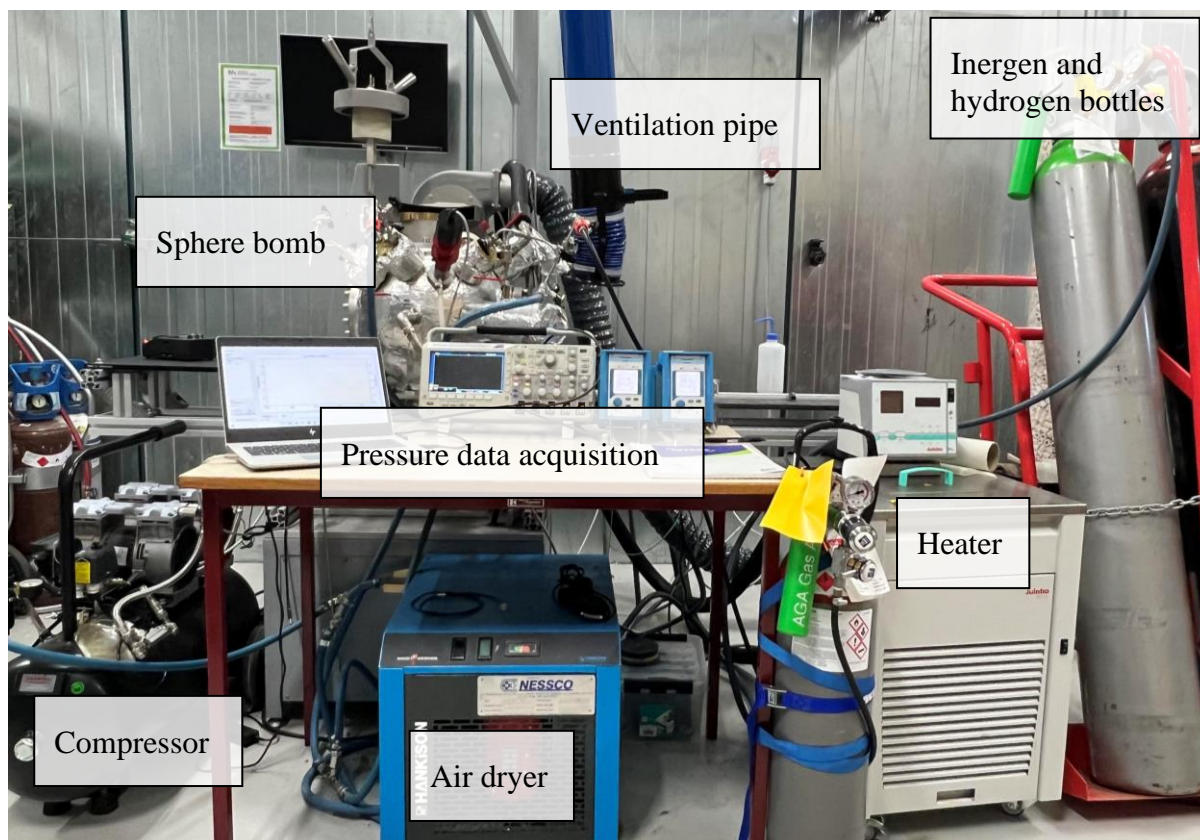 Inergen and
hydrogen bottles
Ventilation pipe
Sphere bomb
Pressure data acquisition
Heater
AGA Gas
Julabo
NESSCO
HANKISON
Compressor
Air dryer